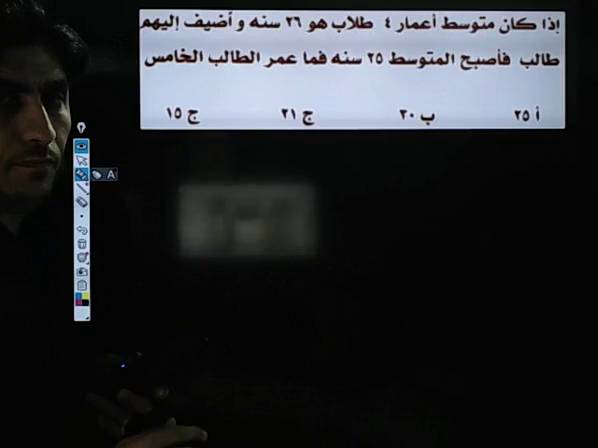 إذا كان متوسط أعمار ٤ طلاب هو ٢٦ سنه و أضيف إليهم
طالب فأصبح المتوسط ٢٥ سنه فما عمر الطالب الخامس
أ ٢٥ ب ٢٠ ج ٢١ ج ١٥
A